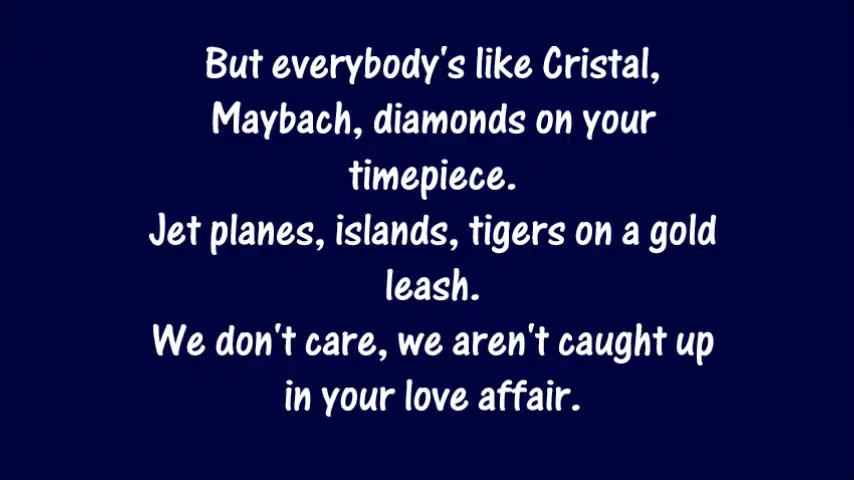 But everybody's like Cristal,
Maybach, diamonds on your
timepiece.
Jet planes, islands, tigers on a gold
leash.
We don't care, we aren't caught up
in your love affair.